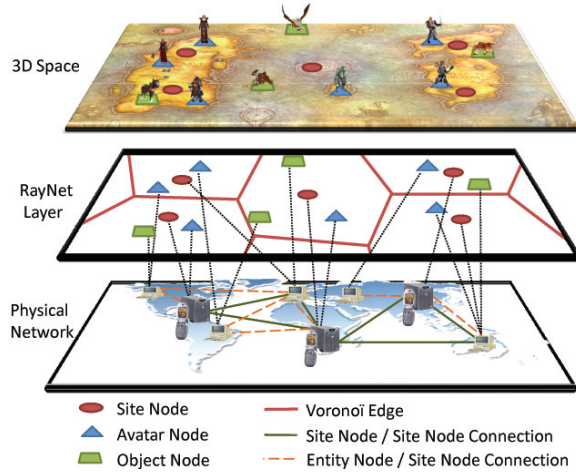 3D Space
RayNet
Layer
Physical
Network
Site Node
Voronoï Edge
Avatar Node
Site Node / Site Node Connection
Object Node
Entity Node / Site Node Connection